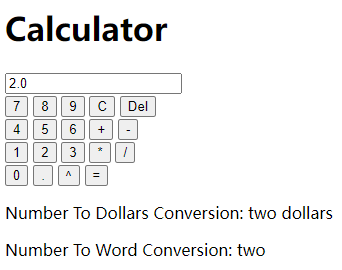 Calculator
2.0
7 8 9 C Del
4 5 6 + -
1 2 3 * /
0 . ^ =
Number To Dollars Conversion: two dollars
Number To Word Conversion: two